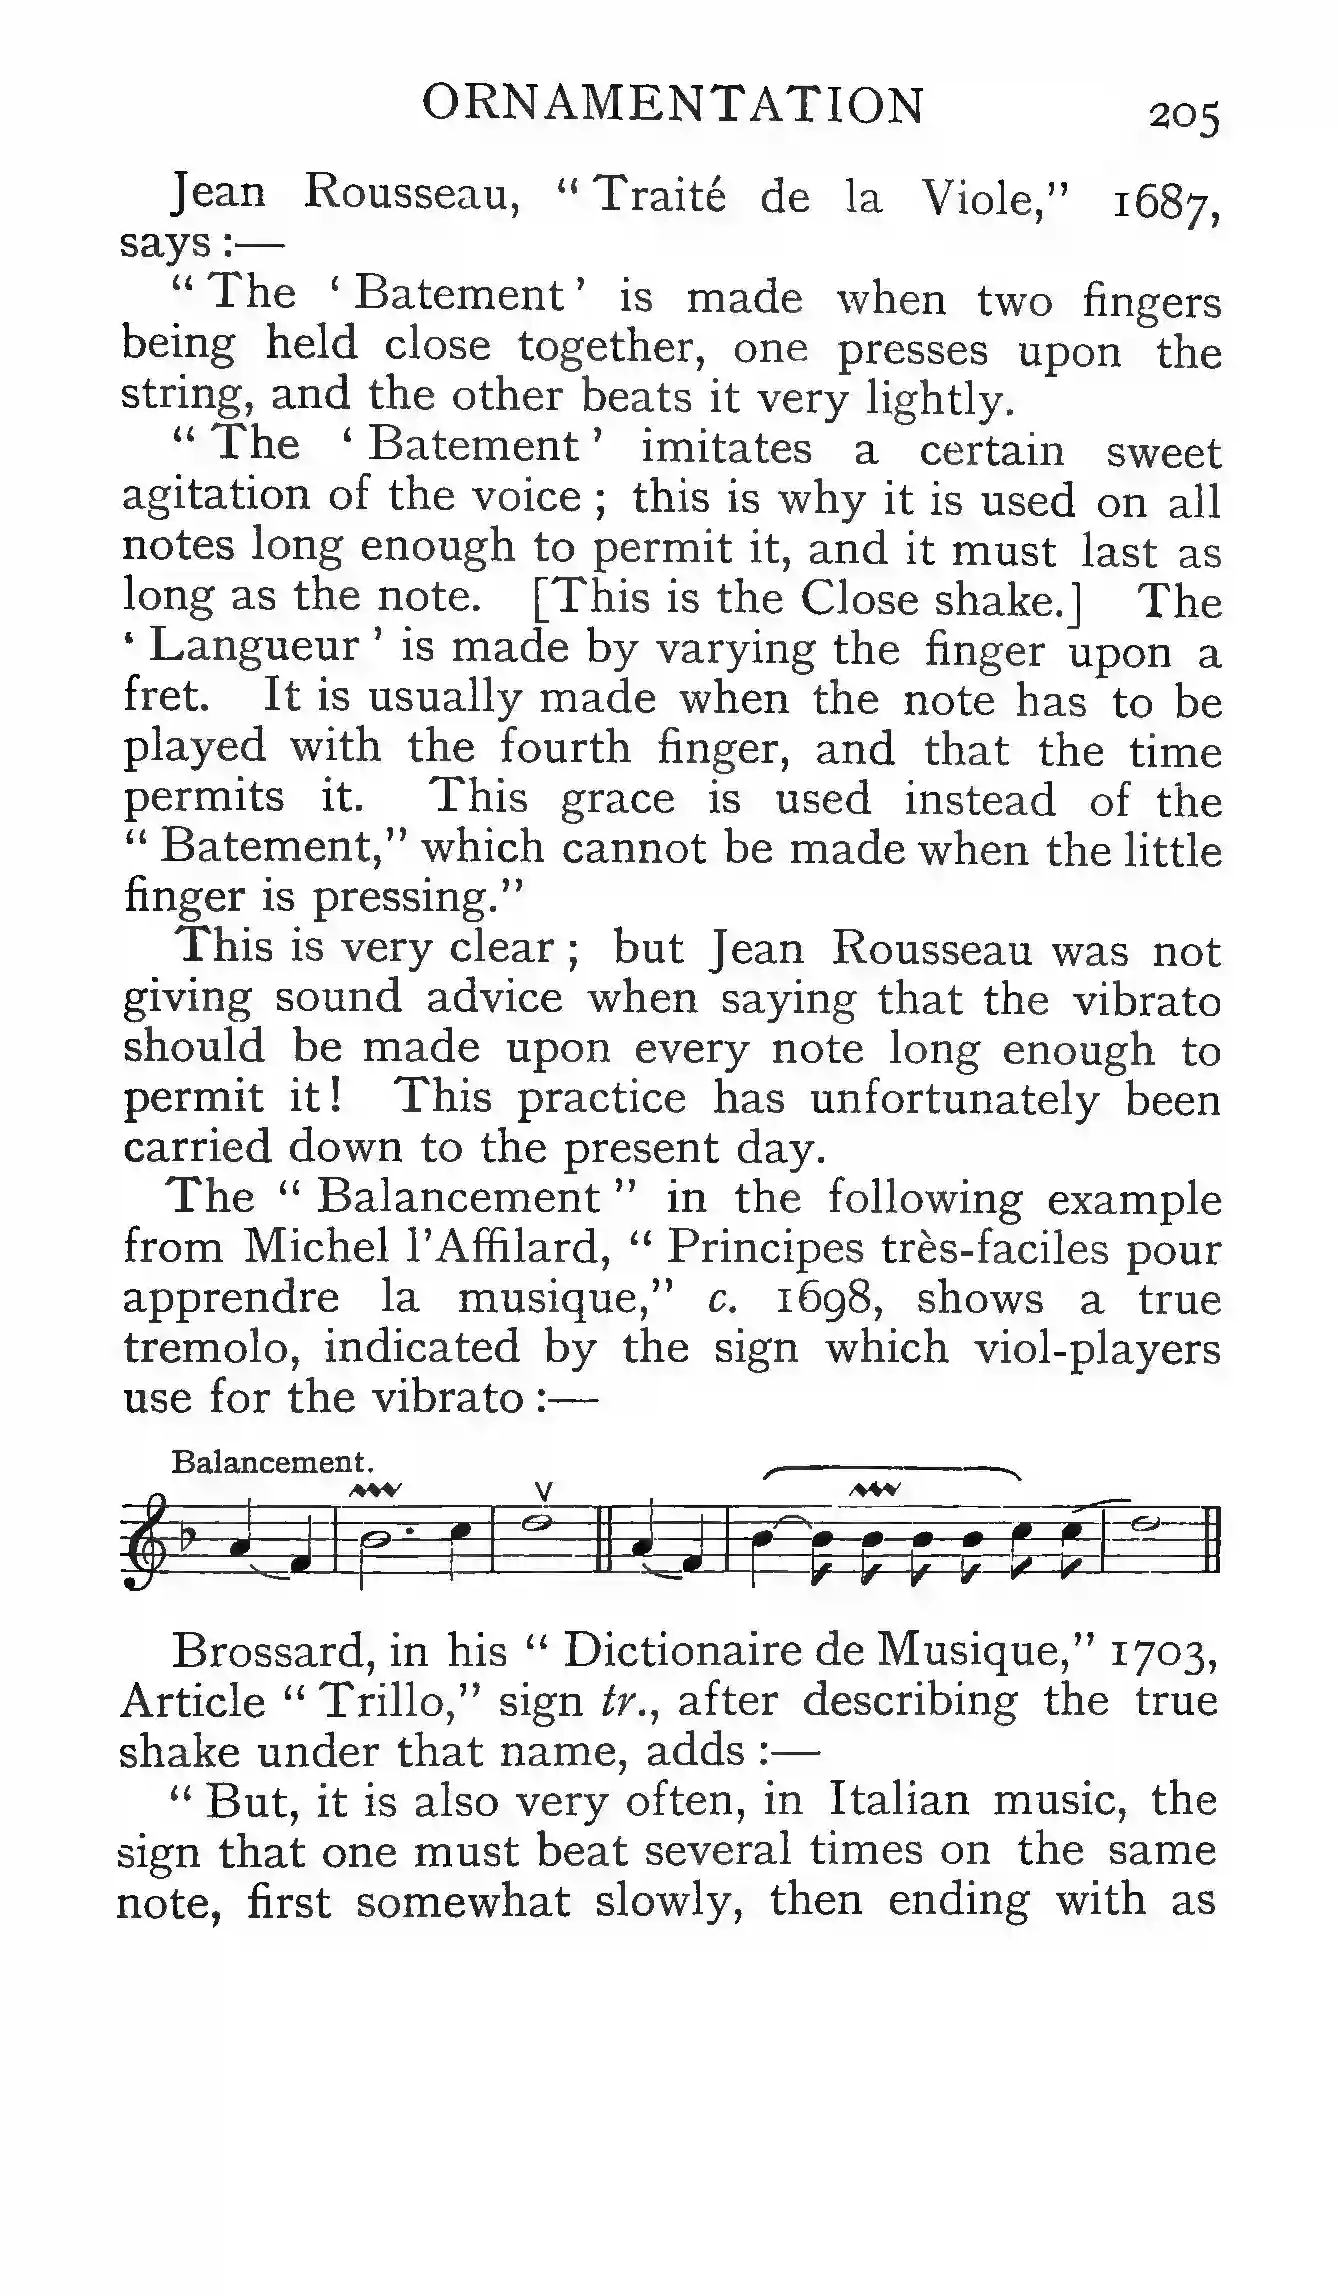 ORNAMENTATION 205
Jean Rousseau, “ Traité de la Viole,” 1687,
says :—
“ The ‘ Batement ’ is made when two fingers
being held close together, one presses upon the
string, and the other beats it very lightly.
“ The ‘ Batement ’ imitates a certain sweet
agitation of the voice ; this is why it is used on all
notes long enough to permit it, and it must last as
long as the note. [This is the Close shake.] The
‘ Langueur ’ is made by varying the finger upon a
fret. It is usually made when the note has to be
played with the fourth finger, and that the time
permits it. This grace is used instead of the
“ Batement,” which cannot be made when the little
finger is pressing.”
This is very clear ; but Jean Rousseau was not
giving sound advice when saying that the vibrato
should be made upon every note long enough to
permit it! This practice has unfortunately been
carried down to the present day.
The “ Balancement ” in the following example
from Michel l’Affilard, “ Principes très-faciles pour
apprendre la musique,” c. 1698, shows a true
tremolo, indicated by the sign which viol-players
use for the vibrato :—
Balancement.
Brossard, in his “ Dictionaire de Musique,” 1703,
Article “ Trillo,” sign tr., after describing the true
shake under that name, adds :—
“ But, it is also very often, in Italian music, the
sign that one must beat several times on the same
note, first somewhat slowly, then ending with as